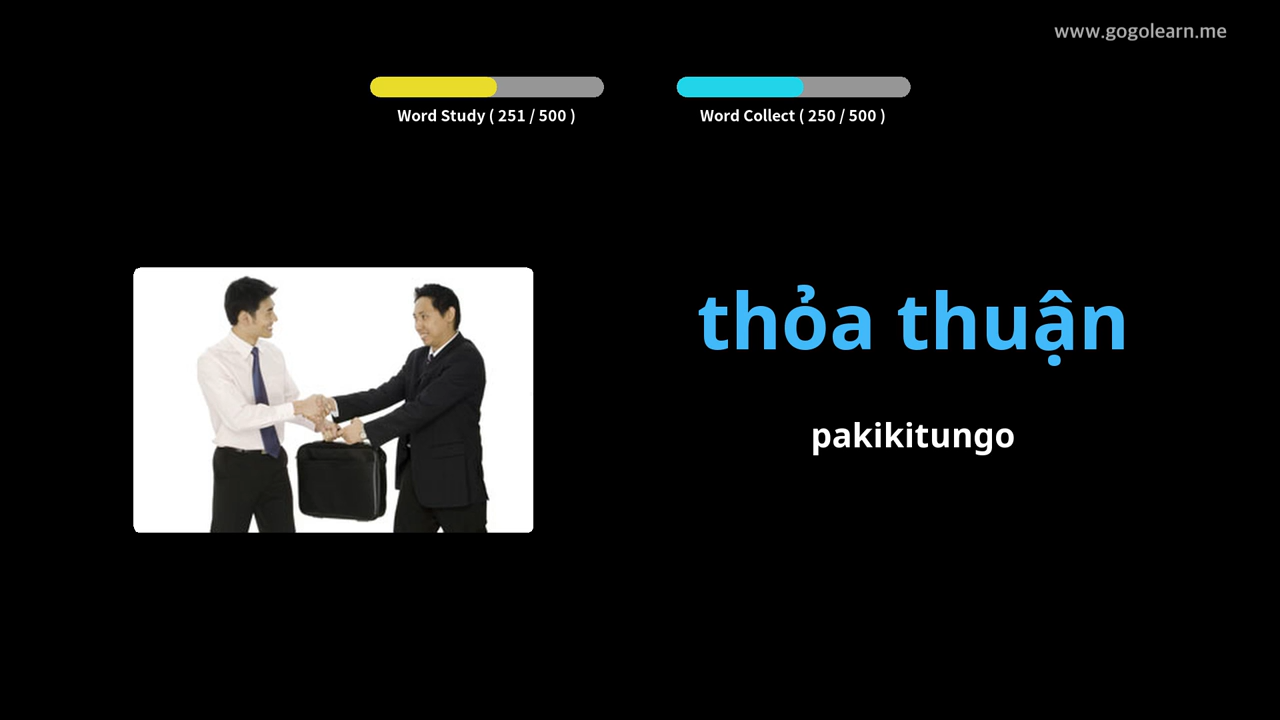 www.gogolearn.me
Word Study ( 251 / 500 )
Word Collect ( 250 / 500 )
thỏa thuận
pakikitungo